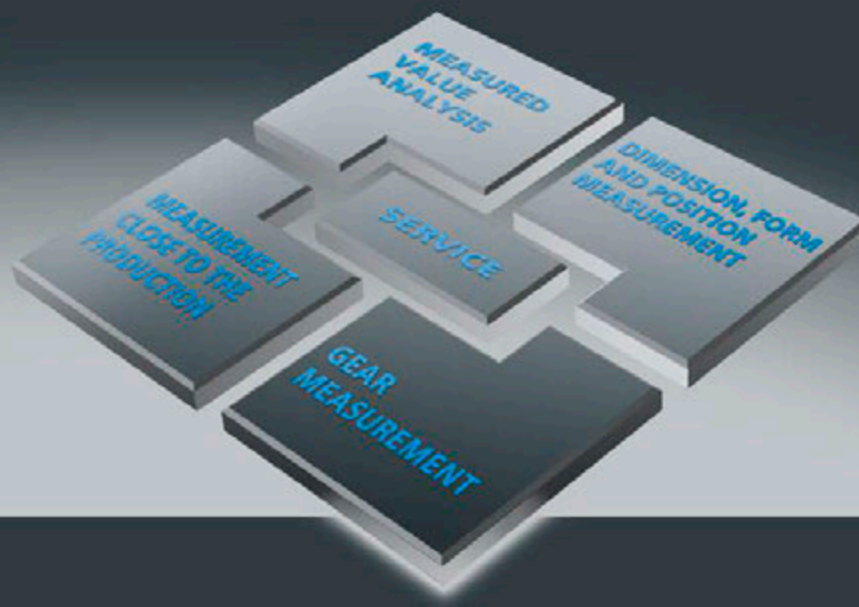 MEASURED
VALUE
ANALYSIS
DIMENSION, FORM
AND POSITION
MEASUREMENT
MEASUREMENT
CLOSE TO THE
PRODUCTION
SERVICE
GEAR
MEASUREMENT